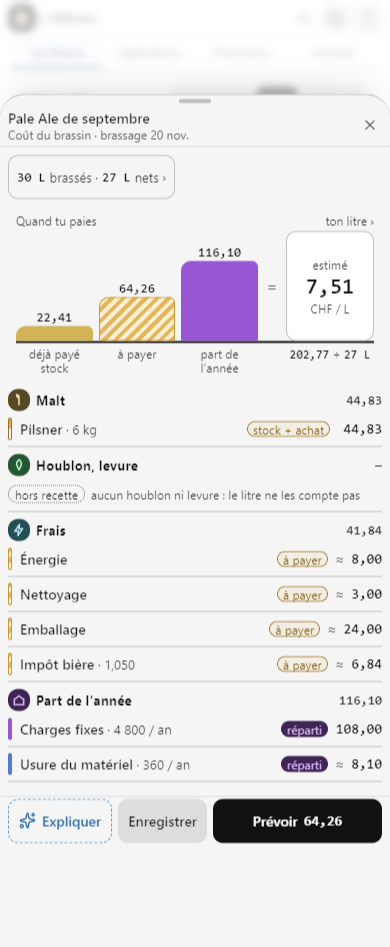 Pale Ale de septembre
Coût du brassin · brassage 20 nov.
×
30 L brassés · 27 L nets ›
Quand tu paies
ton litre ›
22,41
64,26
116,10
=
estimé
7,51
CHF / L
déjà payé
stock
à payer
part de
l'année
202,77 ÷ 27 L
Malt 44,83
Pilsner · 6 kg stock + achat 44,83
Houblon, levure –
hors recette aucun houblon ni levure : le litre ne les compte pas
Frais 41,84
Énergie à payer ≈ 8,00
Nettoyage à payer ≈ 3,00
Emballage à payer ≈ 24,00
Impôt bière · 1,050 à payer ≈ 6,84
Part de l'année 116,10
Charges fixes · 4 800 / an réparti 108,00
Usure du matériel · 360 / an réparti ≈ 8,10
Expliquer
Enregistrer
Prévoir 64,26